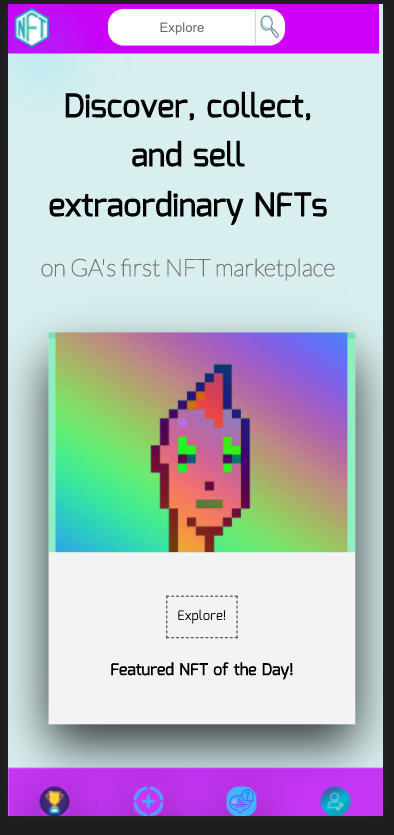 NFT
Explore
Discover, collect,
and sell
extraordinary NFTs
on GA's first NFT marketplace
Explore!
Featured NFT of the Day!
?